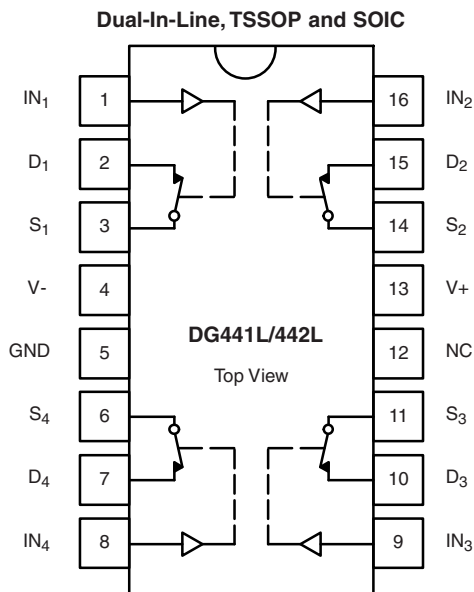 Dual-In-Line, TSSOP and SOIC
IN1 1 16 IN2
D1 2 15 D2
S1 3 14 S2
V- 4 13 V+
DG441L/442L
GND 5 12 NC
Top View
S4 6 11 S3
D4 7 10 D3
IN4 8 9 IN3